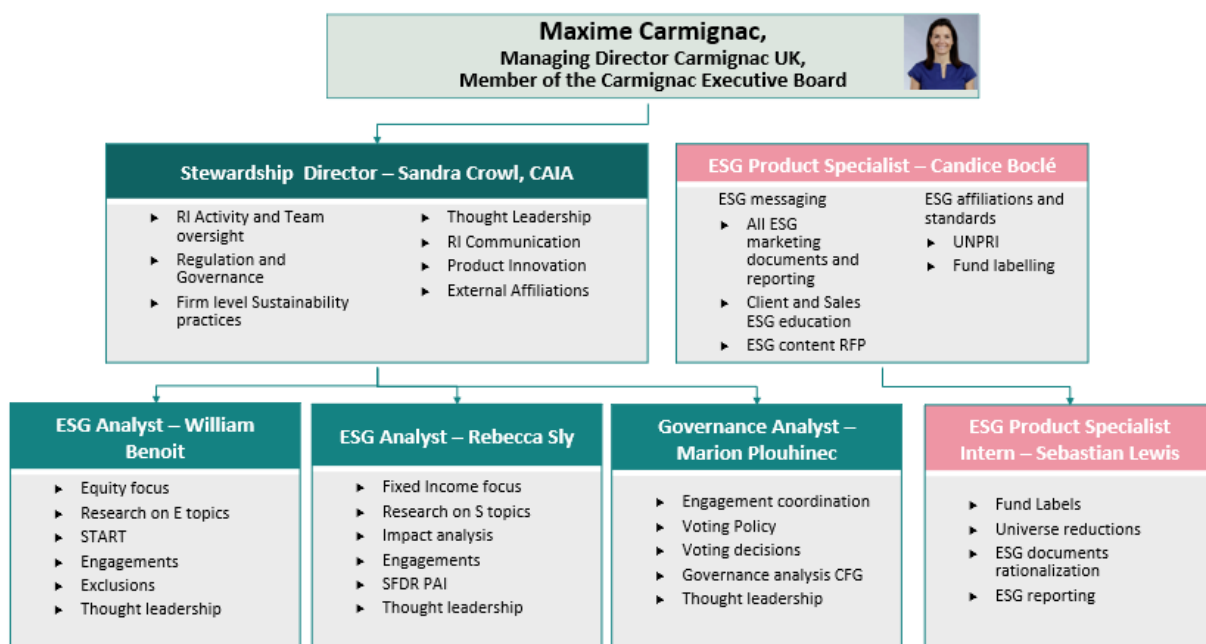 Maxime Carmignac,
Managing Director Carmignac UK,
Member of the Carmignac Executive Board
Stewardship Director – Sandra Crowl, CAIA
► RI Activity and Team
oversight
► Regulation and
Governance
► Firm level Sustainability
practices
► Thought Leadership
► RI Communication
► Product Innovation
► External Affiliations
ESG Product Specialist – Candice Boclé
ESG messaging
► All ESG
marketing
documents and
reporting
► Client and Sales
ESG education
► ESG content RFP
ESG affiliations and
standards
► UNPRI
► Fund labelling
ESG Analyst – William
Benoit
► Equity focus
► Research on E topics
► START
► Engagements
► Exclusions
► Thought leadership
ESG Analyst – Rebecca Sly
► Fixed Income focus
► Research on S topics
► Impact analysis
► Engagements
► SFDR PAI
► Thought leadership
Governance Analyst –
Marion Plouhinec
► Engagement coordination
► Voting Policy
► Voting decisions
► Governance analysis CFG
► Thought leadership
ESG Product Specialist
Intern – Sebastian Lewis
► Fund Labels
► Universe reductions
► ESG documents
rationalization
► ESG reporting